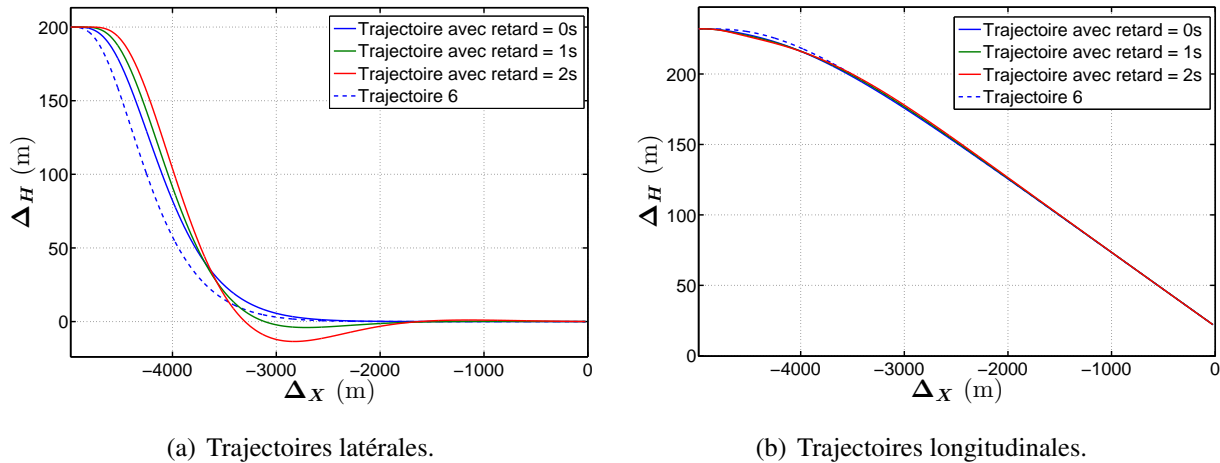 Trajectoire avec retard = 0s
Trajectoire avec retard = 1s
Trajectoire avec retard = 2s
Trajectoire 6
200
150
100
50
0
−4000 −3000 −2000 −1000 0
Δ_H (m)
Δ_X (m)
(a) Trajectoires latérales.
Trajectoire avec retard = 0s
Trajectoire avec retard = 1s
Trajectoire avec retard = 2s
Trajectoire 6
200
150
100
50
0
−4000 −3000 −2000 −1000 0
Δ_H (m)
Δ_X (m)
(b) Trajectoires longitudinales.